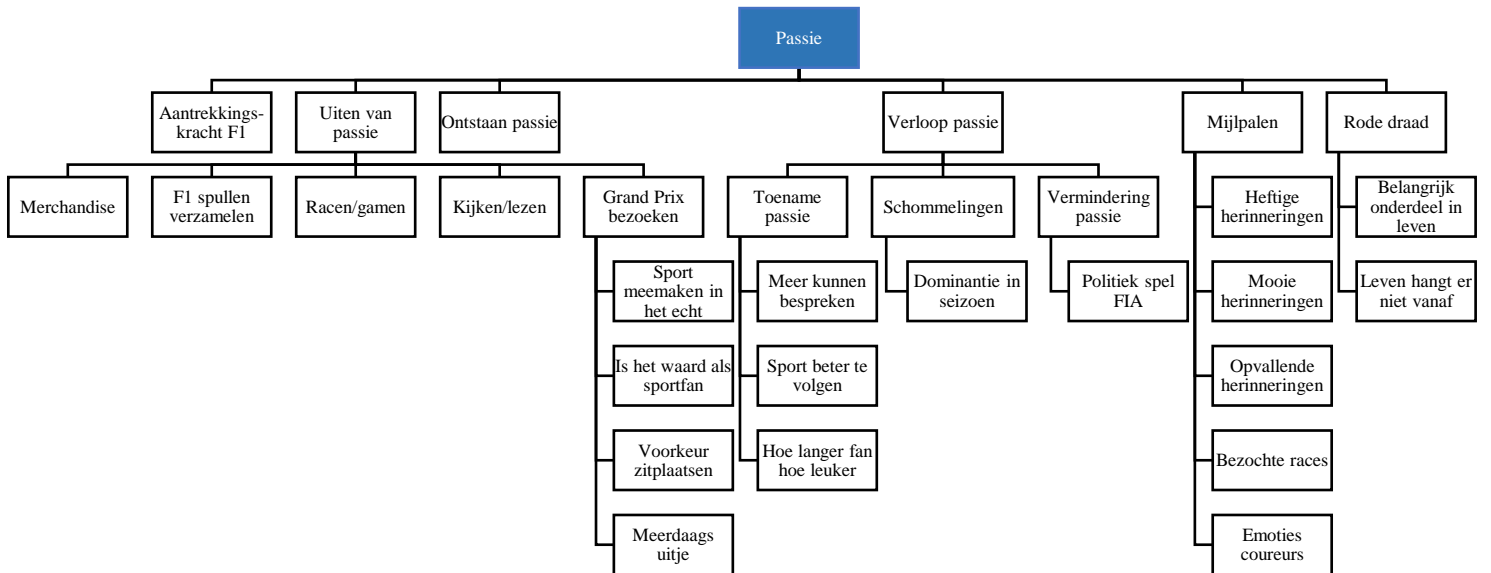 Passie
Aantrekkings-
kracht F1
Uiten van
passie
Ontstaan passie
Verloop passie
Mijlpalen
Rode draad
Merchandise
F1 spullen
verzamelen
Racen/gamen
Kijken/lezen
Grand Prix
bezoeken
Toename
passie
Schommelingen
Vermindering
passie
Heftige
herinneringen
Belangrijk
onderdeel in
leven
Sport
meemaken in
het echt
Meer kunnen
bespreken
Dominantie in
seizoen
Politiek spel
FIA
Mooie
herinneringen
Leven hangt er
niet vanaf
Is het waard als
sportfan
Sport beter te
volgen
Opvallende
herinneringen
Voorkeur
zitplaatsen
Hoe langer fan
hoe leuker
Bezochte races
Meerdaags
uitje
Emoties
coureurs